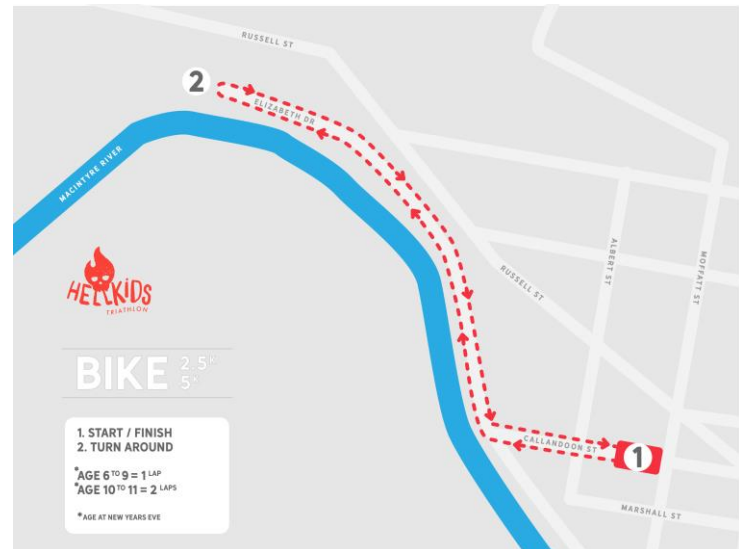 RUSSELL ST
2
ELIZABETH DR
MACINTYRE RIVER
ALBERT ST
MOFFATT ST
RUSSELL ST
HELLKIDS
TRIATHLON
BIKE 2.5K
5K
CALLANDOON ST
1
MARSHALL ST
1. START / FINISH
2. TURN AROUND
*AGE 6 TO 9 = 1 LAP
*AGE 10 TO 11 = 2 LAPS
*AGE AT NEW YEARS EVE